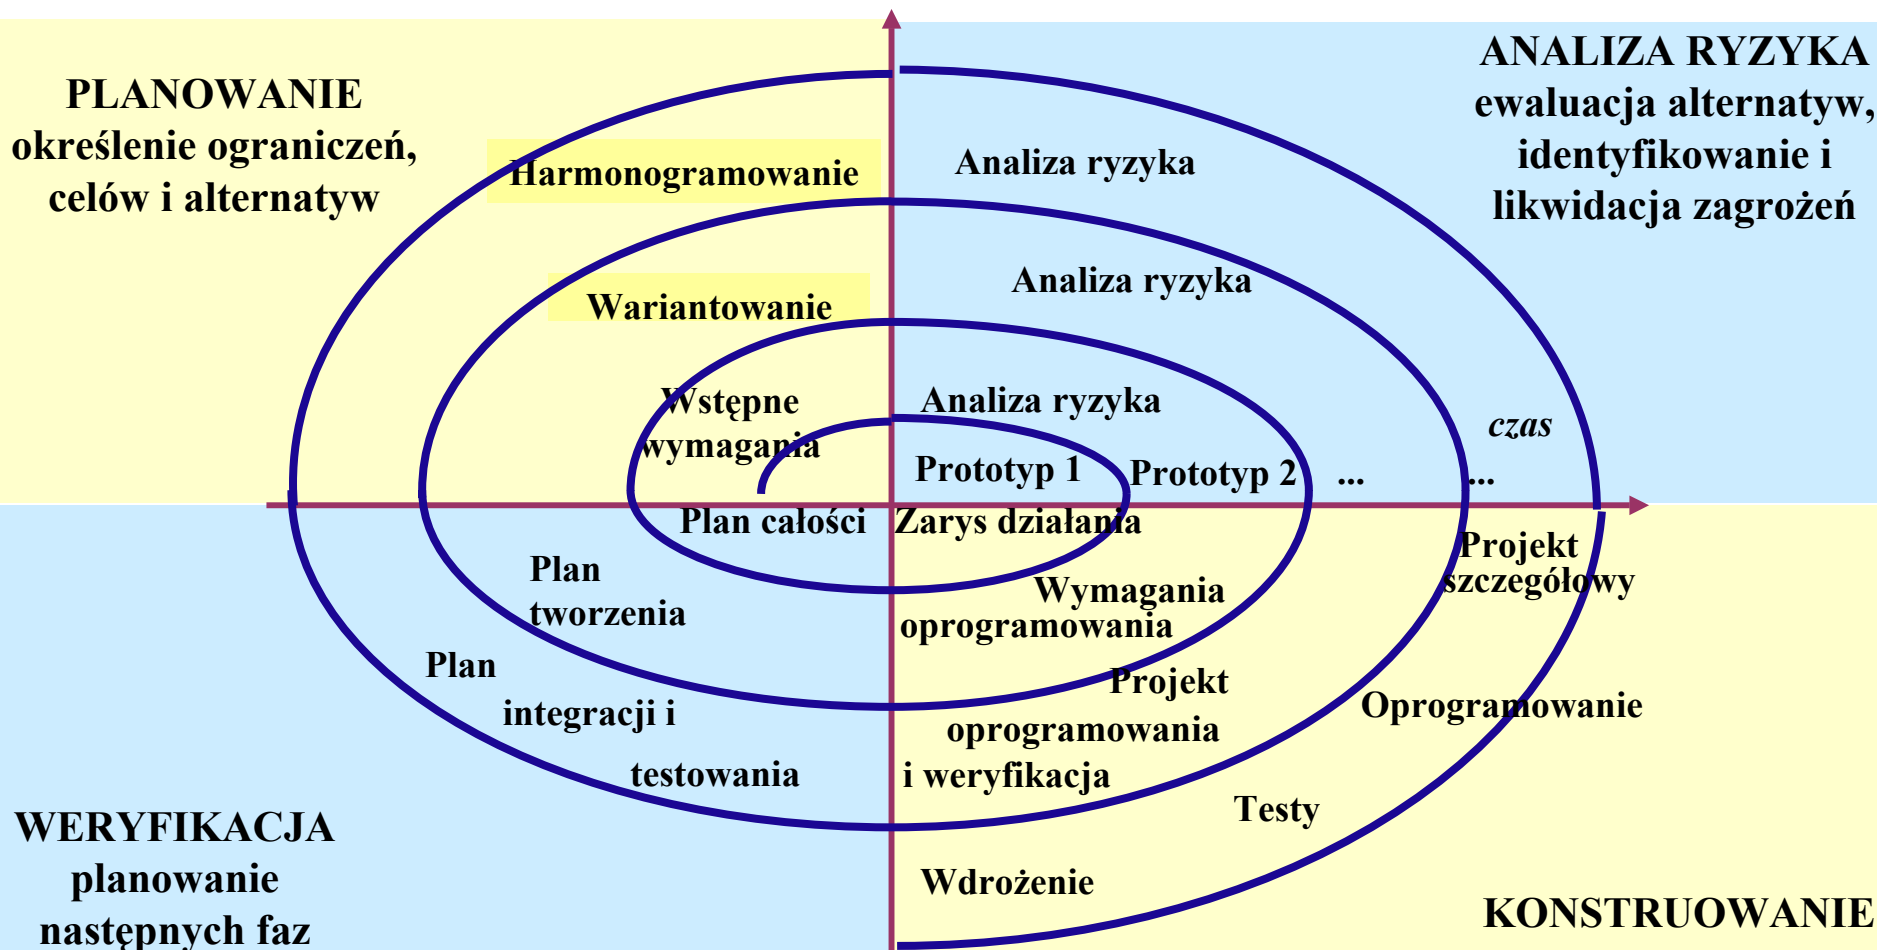 PLANOWANIE
określenie ograniczeń,
celów i alternatyw
ANALIZA RYZYKA
ewaluacja alternatyw,
identyfikowanie i
likwidacja zagrożeń
Harmonogramowanie
Analiza ryzyka
Wariantowanie
Analiza ryzyka
Wstępne
wymagania
Analiza ryzyka
czas
Prototyp 1
Prototyp 2
...
...
Plan całości
Zarys działania
Projekt
szczegółowy
Plan
tworzenia
Wymagania
oprogramowania
Plan
integracji i
testowania
Projekt
oprogramowania
i weryfikacja
Oprogramowanie
Testy
Wdrożenie
WERYFIKACJA
planowanie
następnych faz
KONSTRUOWANIE